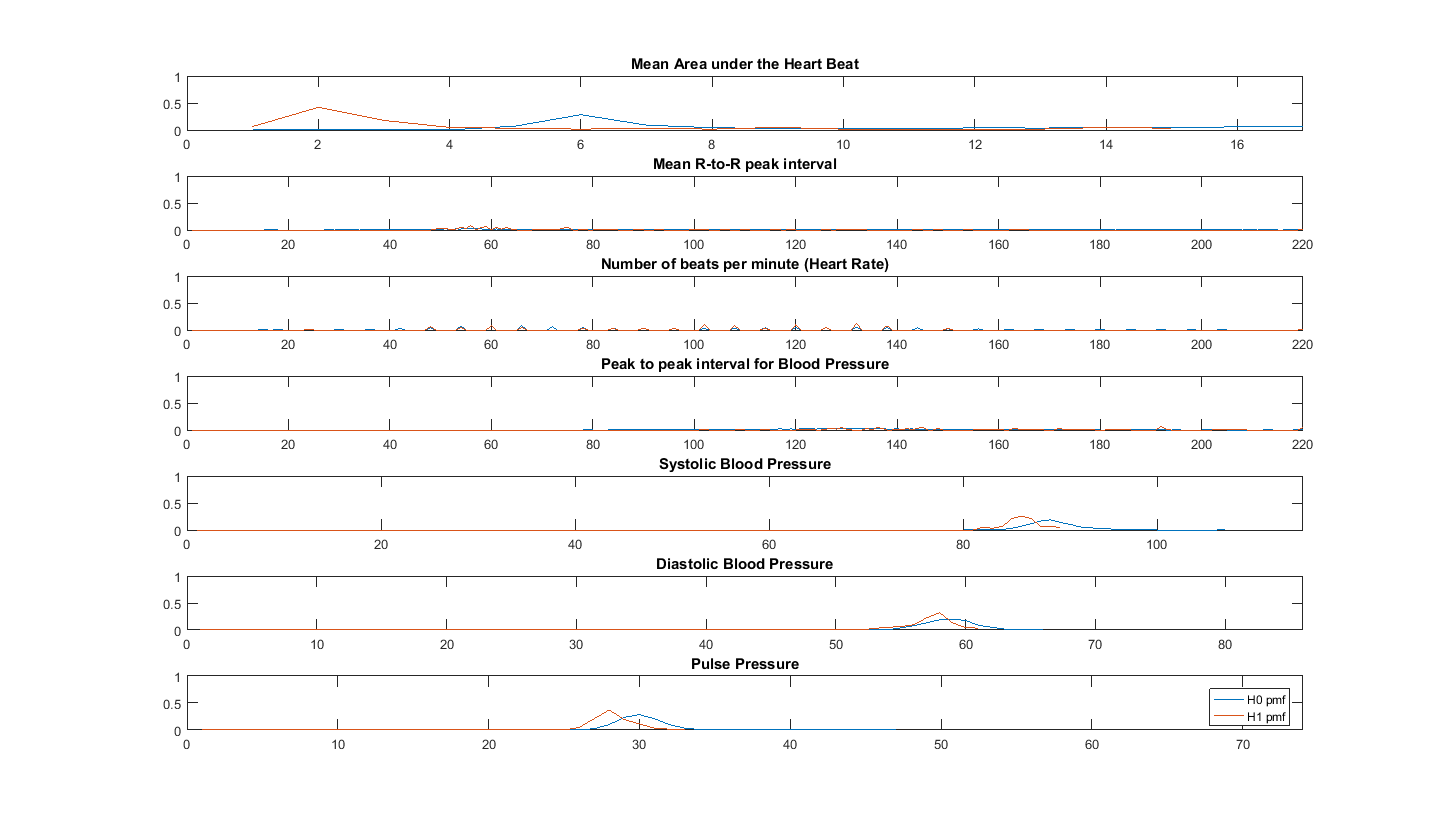 Mean Area under the Heart Beat
1
0.5
0
0 2 4 6 8 10 12 14 16
Mean R-to-R peak interval
1
0.5
0
0 20 40 60 80 100 120 140 160 180 200 220
Number of beats per minute (Heart Rate)
1
0.5
0
0 20 40 60 80 100 120 140 160 180 200 220
Peak to peak interval for Blood Pressure
1
0.5
0
0 20 40 60 80 100 120 140 160 180 200 220
Systolic Blood Pressure
1
0.5
0
0 20 40 60 80 100
Diastolic Blood Pressure
1
0.5
0
0 10 20 30 40 50 60 70 80
Pulse Pressure
1
H0 pmf
0.5
H1 pmf
0
0 10 20 30 40 50 60 70